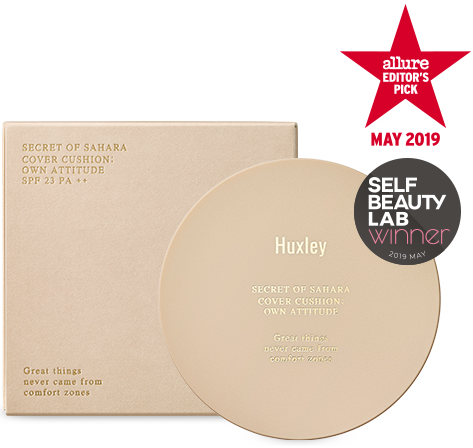 allure
EDITOR'S
PICK
MAY 2019
SECRET OF SAHARA
COVER CUSHION;
OWN ATTITUDE
SPF 23 PA ++
SELF
BEAUTY
LAB
winner
2019 MAY
Huxley
SECRET OF SAHARA
COVER CUSHION;
OWN ATTITUDE
Great things
never came from
comfort zones
Great things
never came from
comfort zones